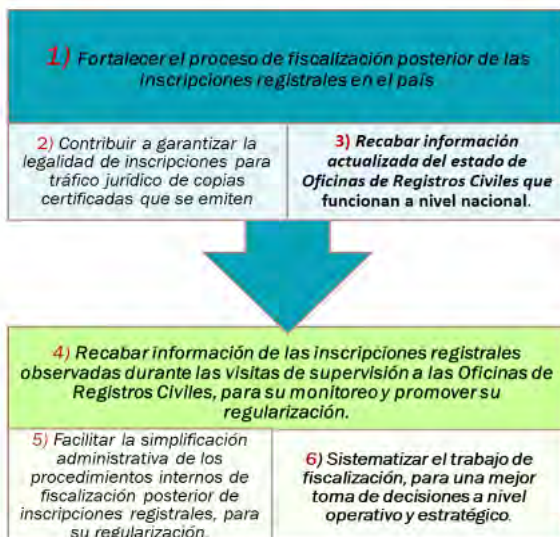 1) Fortalecer el proceso de fiscalización posterior de las
inscripciones registrales en el país
2) Contribuir a garantizar la
legalidad de inscripciones para
tráfico jurídico de copias
certificadas que se emiten
3) Recabar información
actualizada del estado de
Oficinas de Registros Civiles que
funcionan a nivel nacional.
4) Recabar información de las inscripciones registrales
observadas durante las visitas de supervisión a las Oficinas de
Registros Civiles, para su monitoreo y promover su
regularización.
5) Facilitar la simplificación
administrativa de los
procedimientos internos de
fiscalización posterior de
inscripciones registrales, para
su regularización.
6) Sistematizar el trabajo de
fiscalización, para una mejor
toma de decisiones a nivel
operativo y estratégico.